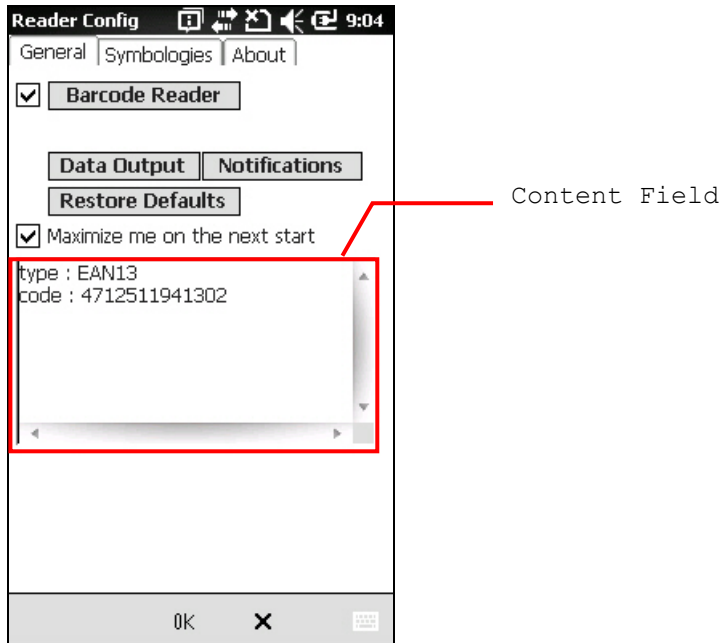 Reader Config 9:04
General Symbologies About
Barcode Reader
Data Output Notifications
Restore Defaults
Content Field
Maximize me on the next start
type : EAN13
code : 4712511941302
OK